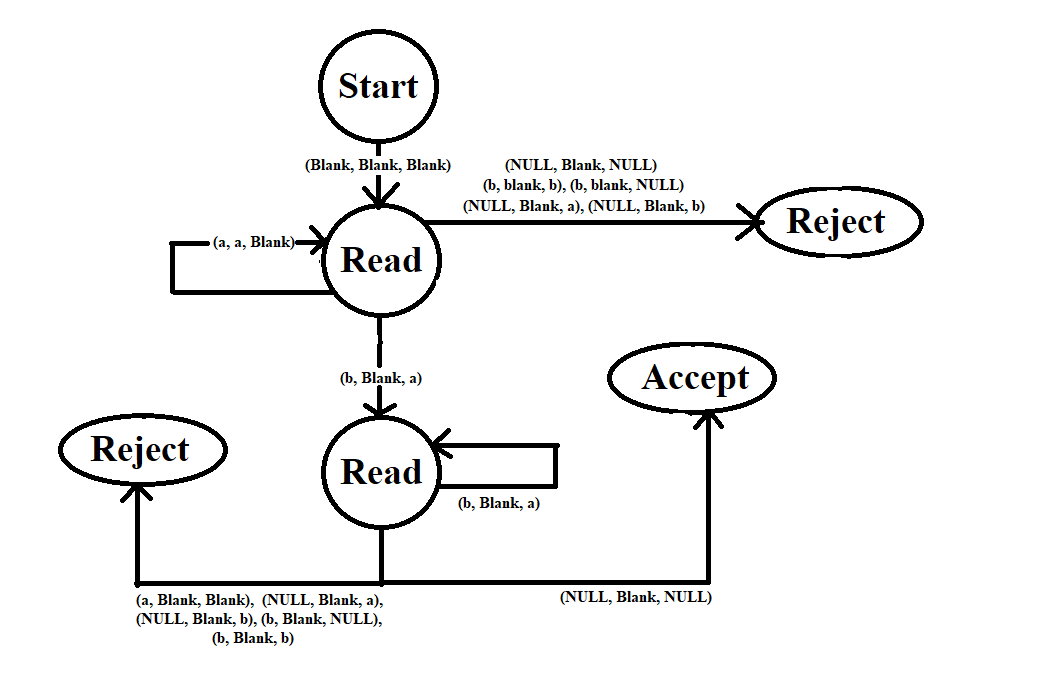 Start
(Blank, Blank, Blank)
(NULL, Blank, NULL)
(b, blank, b), (b, blank, NULL)
(NULL, Blank, a), (NULL, Blank, b)
Reject
(a, a, Blank)
Read
(b, Blank, a)
Accept
Reject
Read
(b, Blank, a)
(a, Blank, Blank), (NULL, Blank, a),
(NULL, Blank, b), (b, Blank, NULL),
(b, Blank, b)
(NULL, Blank, NULL)